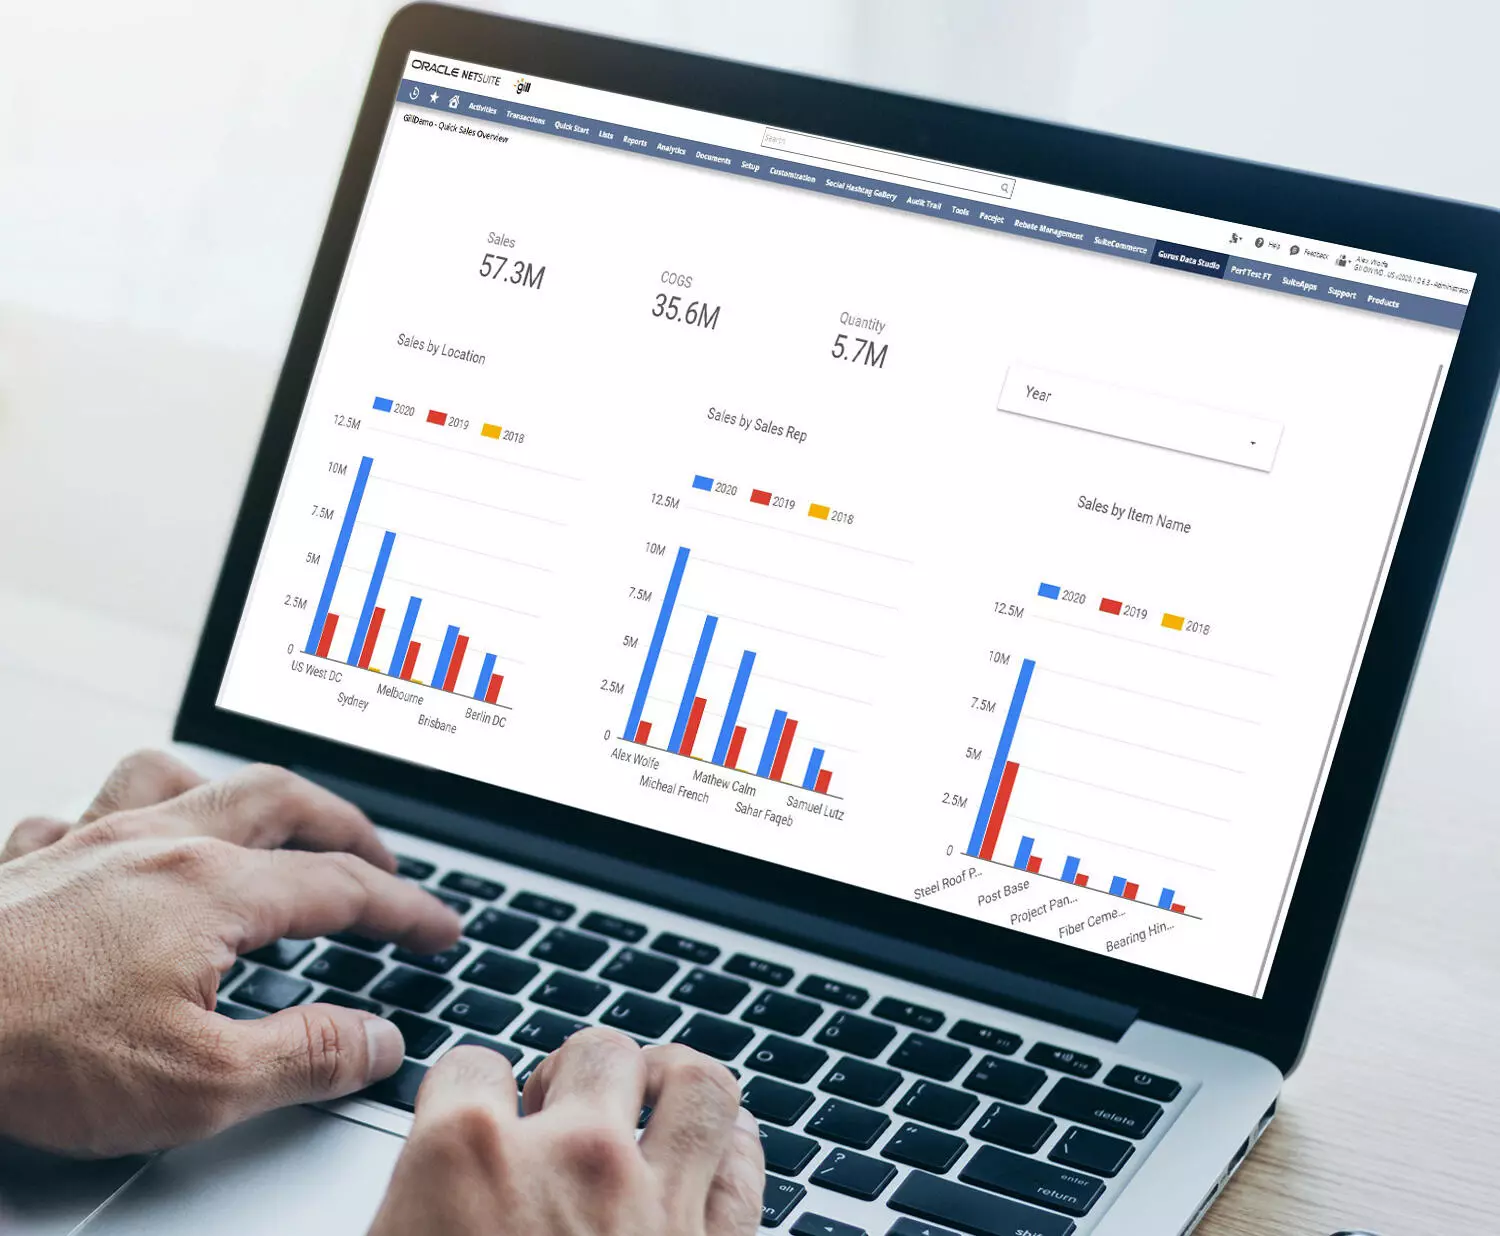 ORACLE NETSUITE gill
Search
Help Feedback Alex Wolfe
Activities Transactions Quick Start Lists Reports Analytics Documents Setup Customization Social Hashtag Gallery Audit Trail Tools Pacejet Rebate Management SuiteCommerce Gurus Data Studio Perf Test FT SuiteApps Support Products
GillDemo - Quick Sales Overview
Sales
57.3M
COGS
35.6M
Quantity
5.7M
Year
Sales by Location
2020 2019 2018
12.5M
10M
7.5M
5M
2.5M
0
US West DC
Sydney
Melbourne
Brisbane
Berlin DC
Sales by Sales Rep
2020 2019 2018
12.5M
10M
7.5M
5M
2.5M
0
Alex Wolfe
Micheal French
Mathew Calm
Sahar Faqeb
Samuel Lutz
Sales by Item Name
2020 2019 2018
12.5M
10M
7.5M
5M
2.5M
0
Steel Roof P...
Post Base
Project Pan...
Fiber Ceme...
Bearing Hin...
X D F
T Y U I O P
G H L
delete
enter
return
alt
shift